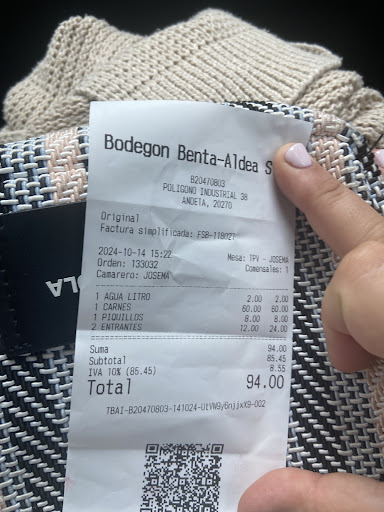 Bodegon Benta-Aldea S
B20470803
POLIGONO INDUSTRIAL 38
ANOETA, 20270
Original
Factura simplificada: FSB-118027
2024-10-14 15:22 Mesa: TPV - JOSEMA
Orden: 133032 Comensales: 1
Camarero: JOSEMA
1 AGUA LITRO 2.00 2.00
1 CARNES 60.00 60.00
1 PIQUILLOS 8.00 8.00
2 ENTRANTES 12.00 24.00
Suma 94.00
Subtotal 85.45
IVA 10% (85.45) 8.55
Total 94.00
TBAI-B20470803-141024-UtVW9y6njjxX9-002